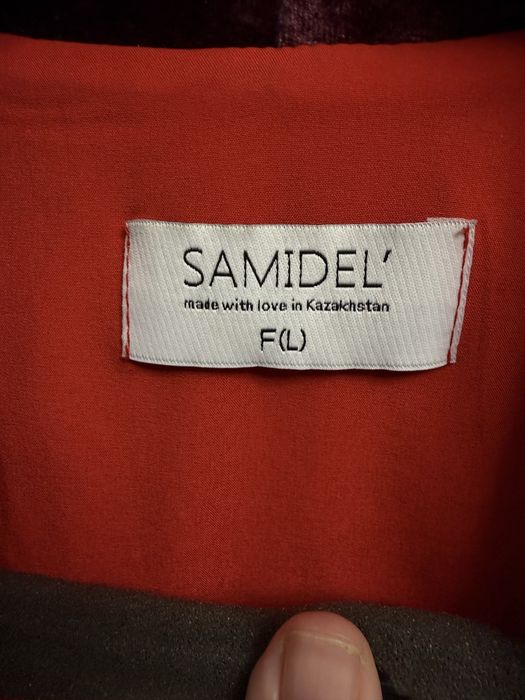 SAMIDEL'
made with love in Kazakhstan
F(L)